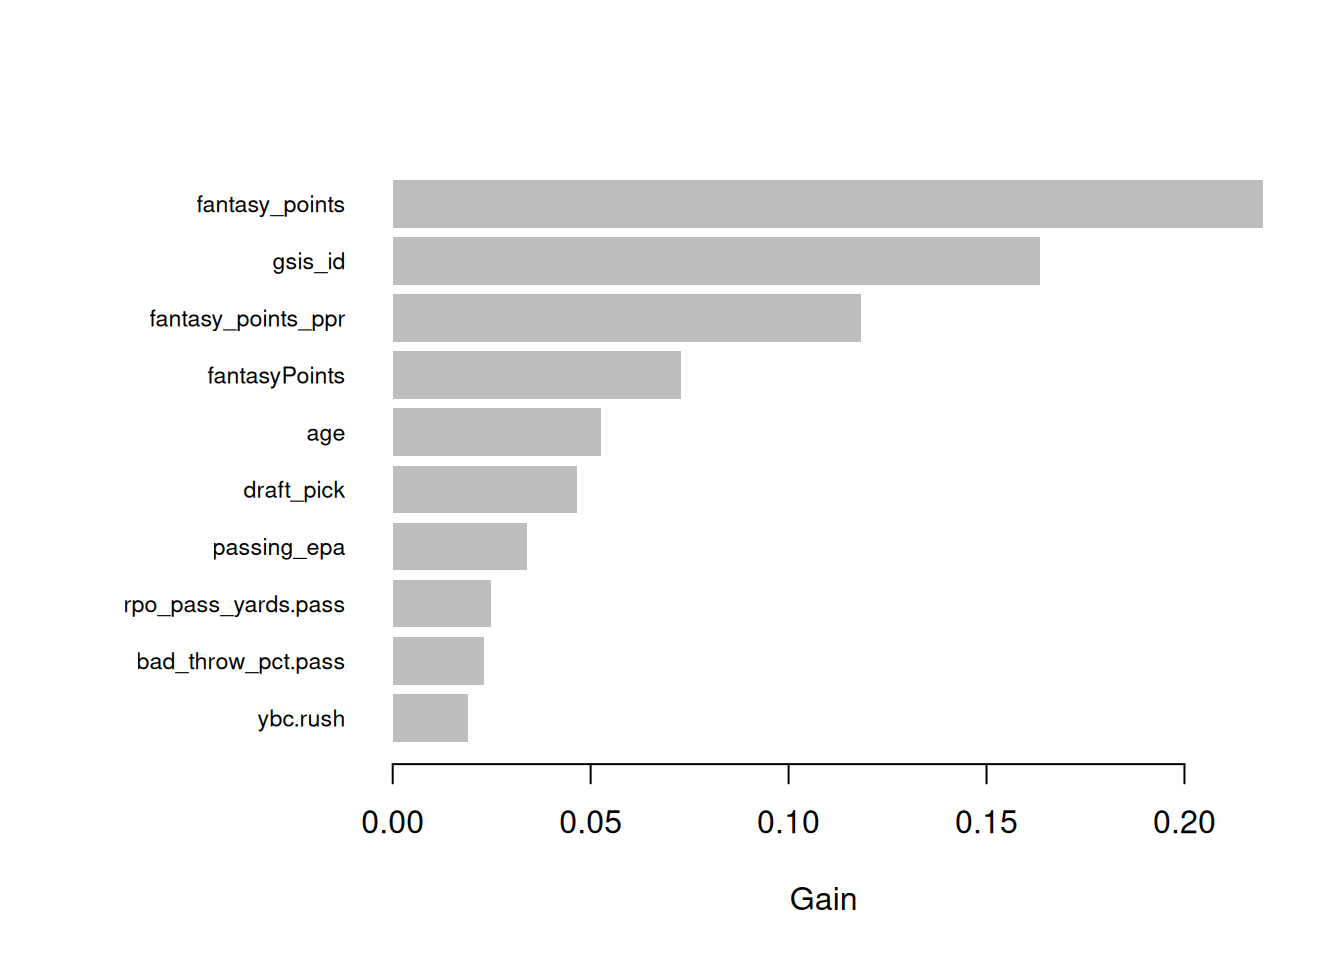 fantasy_points
gsis_id
fantasy_points_ppr
fantasyPoints
age
draft_pick
passing_epa
rpo_pass_yards.pass
bad_throw_pct.pass
ybc.rush
0.00 0.05 0.10 0.15 0.20
Gain